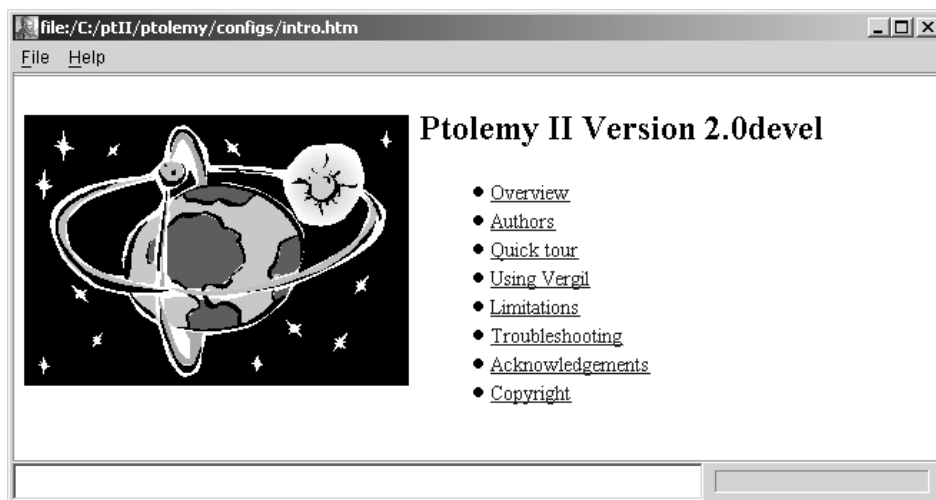 file:/C:/ptII/ptolemy/configs/intro.htm
File Help
Ptolemy II Version 2.0devel
Overview
Authors
Quick tour
Using Vergil
Limitations
Troubleshooting
Acknowledgements
Copyright